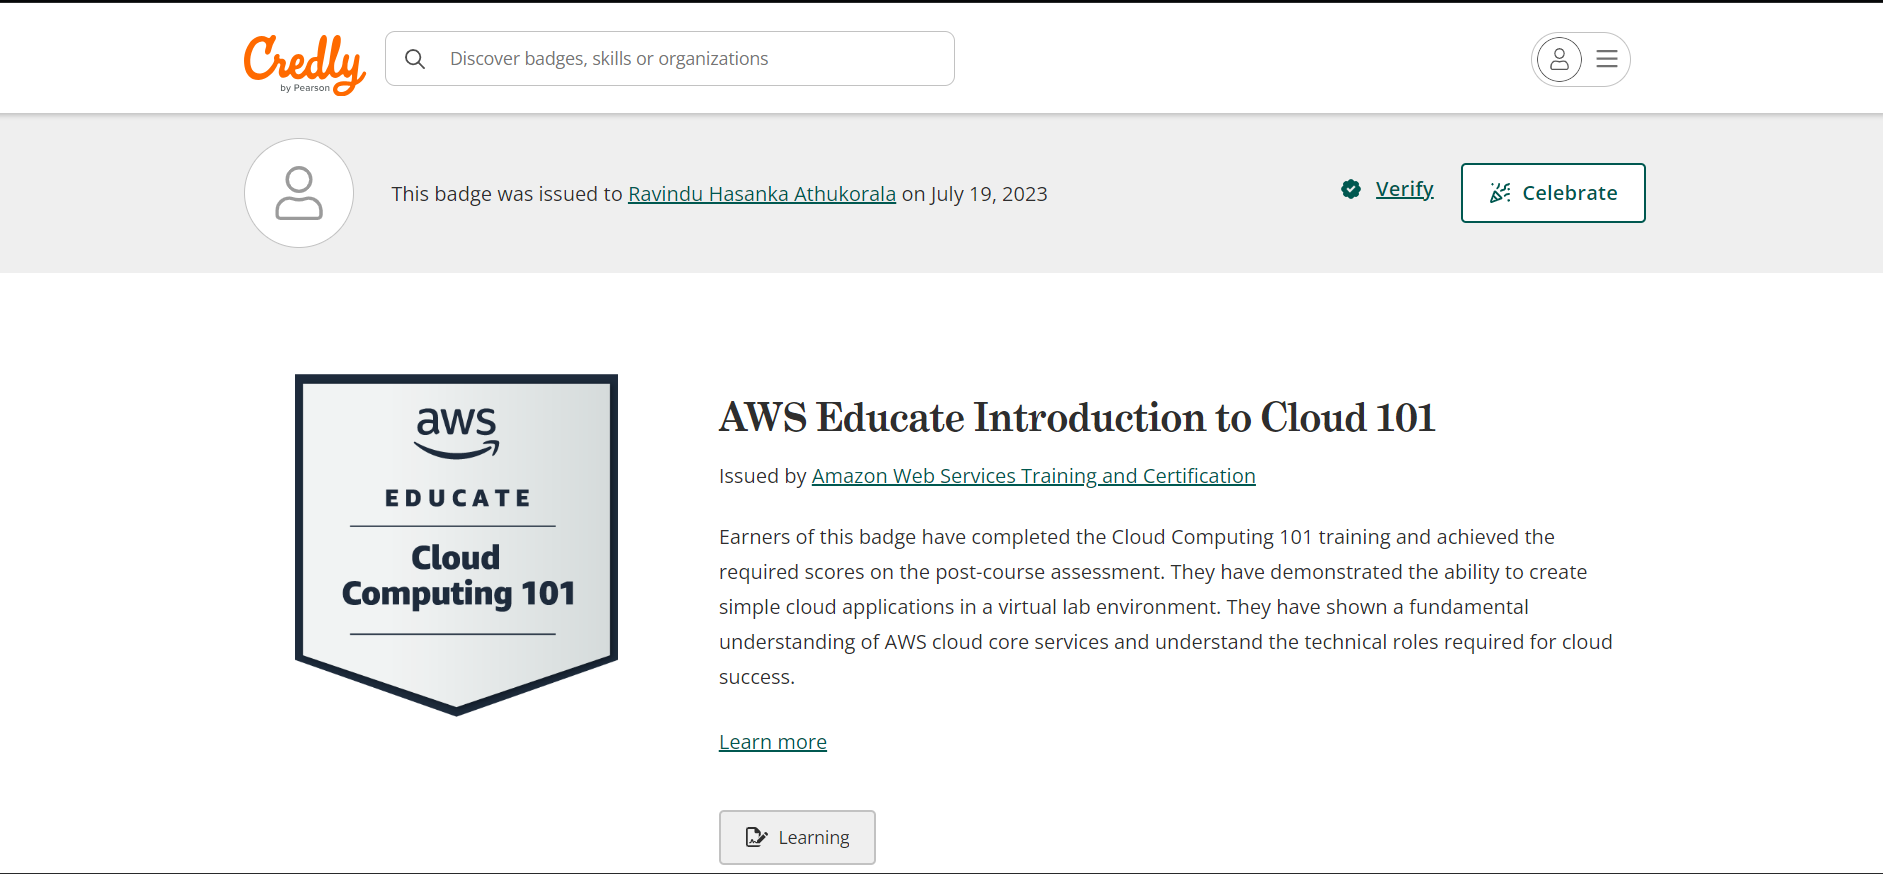 Credly
by Pearson
Discover badges, skills or organizations
This badge was issued to Ravindu Hasanka Athukorala on July 19, 2023
Verify
Celebrate
aws
EDUCATE
Cloud
Computing 101
AWS Educate Introduction to Cloud 101
Issued by Amazon Web Services Training and Certification
Earners of this badge have completed the Cloud Computing 101 training and achieved the
required scores on the post-course assessment. They have demonstrated the ability to create
simple cloud applications in a virtual lab environment. They have shown a fundamental
understanding of AWS cloud core services and understand the technical roles required for cloud
success.
Learn more
Learning